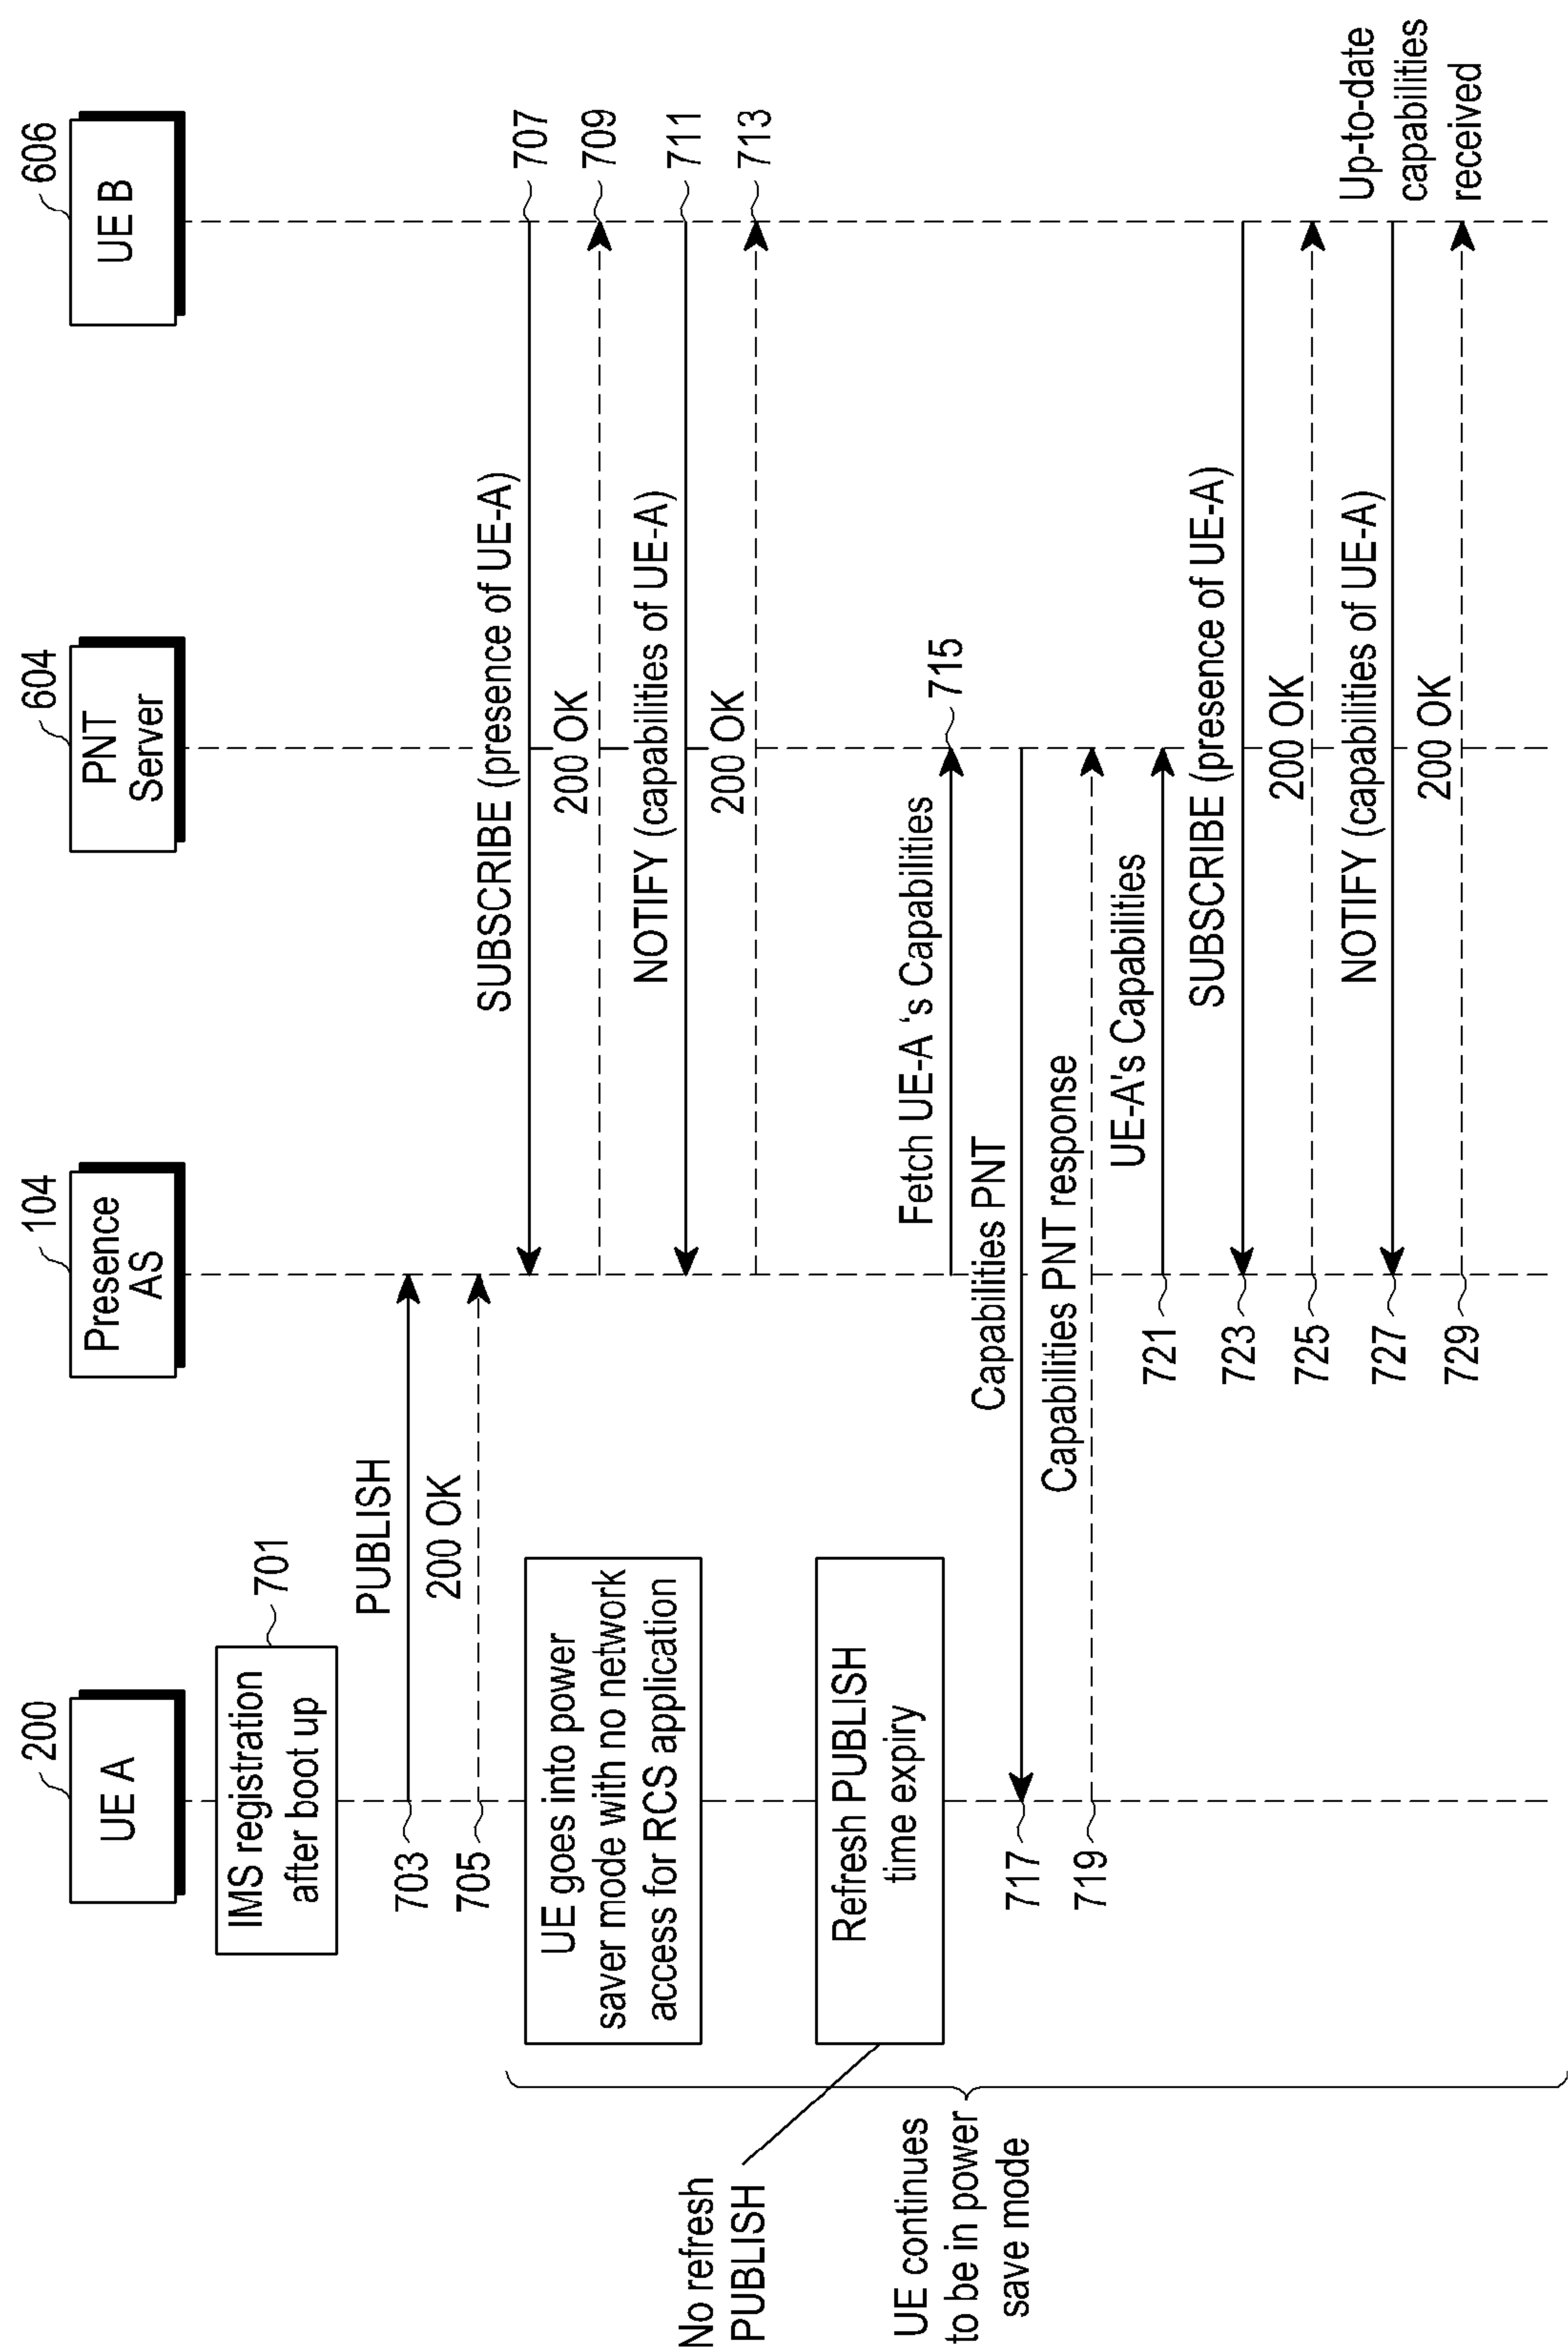 200
UE A
104
Presence
AS
604
PNT
Server
606
UE B
IMS registration
after boot up
701
PUBLISH
703
200 OK
705
UE goes into power
saver mode with no network
access for RCS application
SUBSCRIBE (presence of UE-A)
707
200 OK
709
NOTIFY (capabilities of UE-A)
711
200 OK
713
No refresh
PUBLISH
Refresh PUBLISH
time expiry
UE continues
to be in power
save mode
Fetch UE-A ‘s Capabilities
715
Capabilities PNT
717
Capabilities PNT response
719
UE-A's Capabilities
721
SUBSCRIBE (presence of UE-A)
723
200 OK
725
NOTIFY (capabilities of UE-A)
727
200 OK
729
Up-to-date
capabilities
received